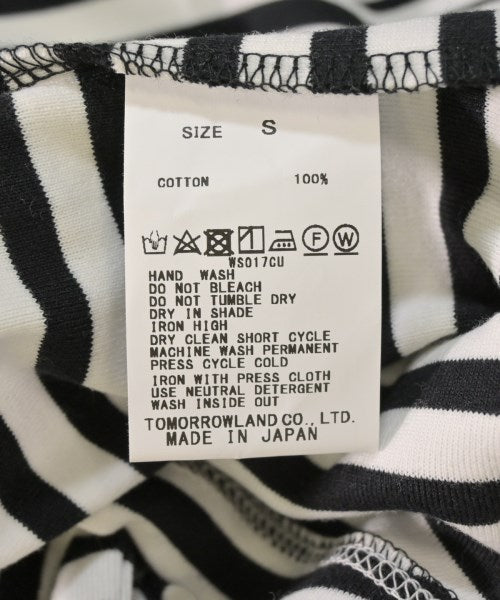 SIZE S
COTTON 100%
F W
WS017CU
HAND WASH
DO NOT BLEACH
DO NOT TUMBLE DRY
DRY IN SHADE
IRON HIGH
DRY CLEAN SHORT CYCLE
MACHINE WASH PERMANENT
PRESS CYCLE COLD
IRON WITH PRESS CLOTH
USE NEUTRAL DETERGENT
WASH INSIDE OUT
TOMORROWLAND CO., LTD.
MADE IN JAPAN